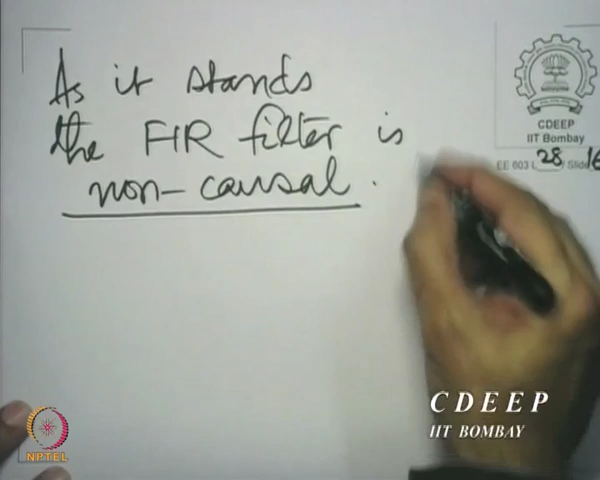 As it stands
the FIR filter is
non-causal.
CDEEP
IIT Bombay
EE 603 L 28 / Slide 16
CDEEP
IIT BOMBAY
NPTEL